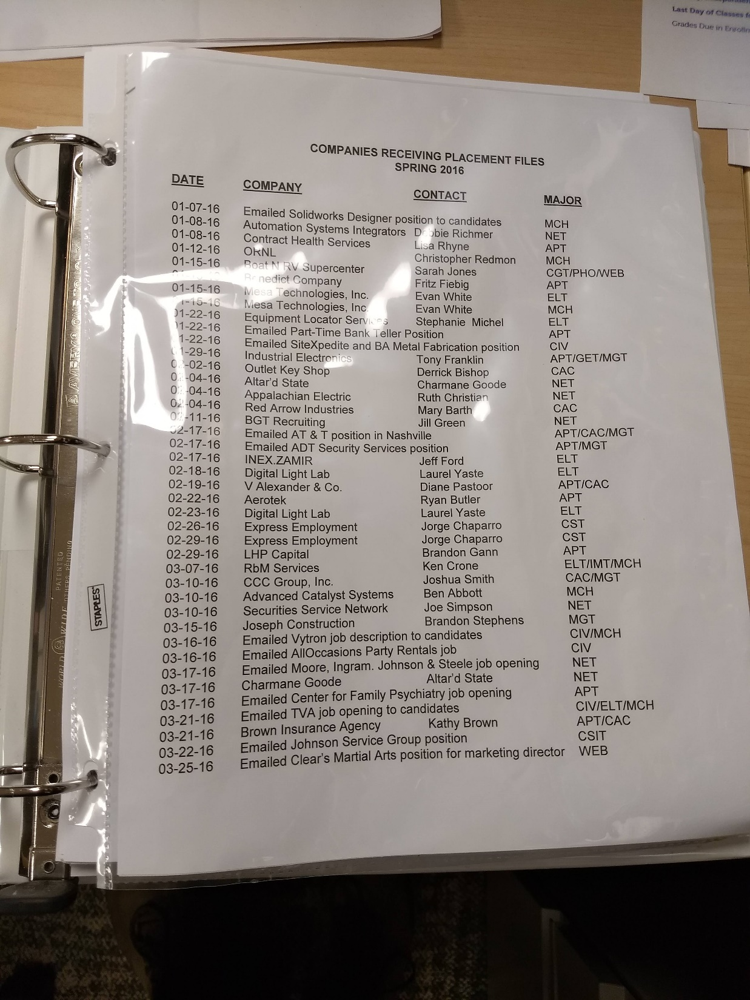 Last Day of Classes
Grades Due in
COMPANIES RECEIVING PLACEMENT FILES
SPRING 2016
DATE COMPANY CONTACT MAJOR
01-07-16 Emailed Solidworks Designer position to candidates MCH
01-08-16 Automation Systems Integrators Debbie Richmer NET
01-08-16 Contract Health Services Lisa Rhyne APT
01-12-16 ORNL Christopher Redmon MCH
01-15-16 Boat N RV Supercenter Sarah Jones CGT/PHO/WEB
Benedict Company Fritz Fiebig APT
01-15-16 Mesa Technologies, Inc. Evan White ELT
01-15-16 Mesa Technologies, Inc. Evan White MCH
01-22-16 Equipment Locator Services Stephanie Michel ELT
01-22-16 Emailed Part-Time Bank Teller Position APT
01-22-16 Emailed SiteXpedite and BA Metal Fabrication position CIV
01-29-16 Industrial Electronics Tony Franklin APT/GET/MGT
02-02-16 Outlet Key Shop Derrick Bishop CAC
02-04-16 Altar'd State Charmane Goode NET
02-04-16 Appalachian Electric Ruth Christian NET
02-04-16 Red Arrow Industries Mary Barth CAC
02-11-16 BGT Recruiting Jill Green NET
02-17-16 Emailed AT & T position in Nashville APT/CAC/MGT
02-17-16 Emailed ADT Security Services position APT/MGT
02-17-16 INEX.ZAMIR Jeff Ford ELT
02-18-16 Digital Light Lab Laurel Yaste ELT
02-19-16 V Alexander & Co. Diane Pastoor APT/CAC
02-22-16 Aerotek Ryan Butler APT
02-23-16 Digital Light Lab Laurel Yaste ELT
02-26-16 Express Employment Jorge Chaparro CST
02-29-16 Express Employment Jorge Chaparro CST
02-29-16 LHP Capital Brandon Gann APT
03-07-16 RbM Services Ken Crone ELT/IMT/MCH
03-10-16 CCC Group, Inc. Joshua Smith CAC/MGT
03-10-16 Advanced Catalyst Systems Ben Abbott MCH
03-10-16 Securities Service Network Joe Simpson NET
03-15-16 Joseph Construction Brandon Stephens MGT
03-16-16 Emailed Vytron job description to candidates CIV/MCH
03-16-16 Emailed AllOccasions Party Rentals job CIV
03-17-16 Emailed Moore, Ingram. Johnson & Steele job opening NET
03-17-16 Charmane Goode Altar'd State NET
03-17-16 Emailed Center for Family Psychiatry job opening APT
03-21-16 Emailed TVA job opening to candidates CIV/ELT/MCH
03-21-16 Brown Insurance Agency Kathy Brown APT/CAC
03-22-16 Emailed Johnson Service Group position CSIT
03-25-16 Emailed Clear's Martial Arts position for marketing director WEB
STAPLES
AVERY
PATENTED
OTHERS PENDING
WORLD WIDE